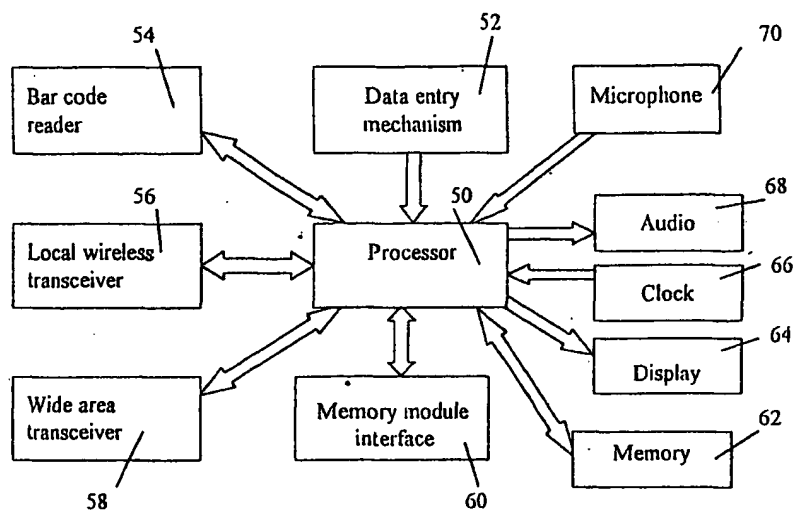 54
52
70
Bar code
reader
Data entry
mechanism
Microphone
56
50
68
Audio
Local wireless
transceiver
Processor
66
Clock
64
Display
Wide area
transceiver
Memory module
interface
62
Memory
58
60